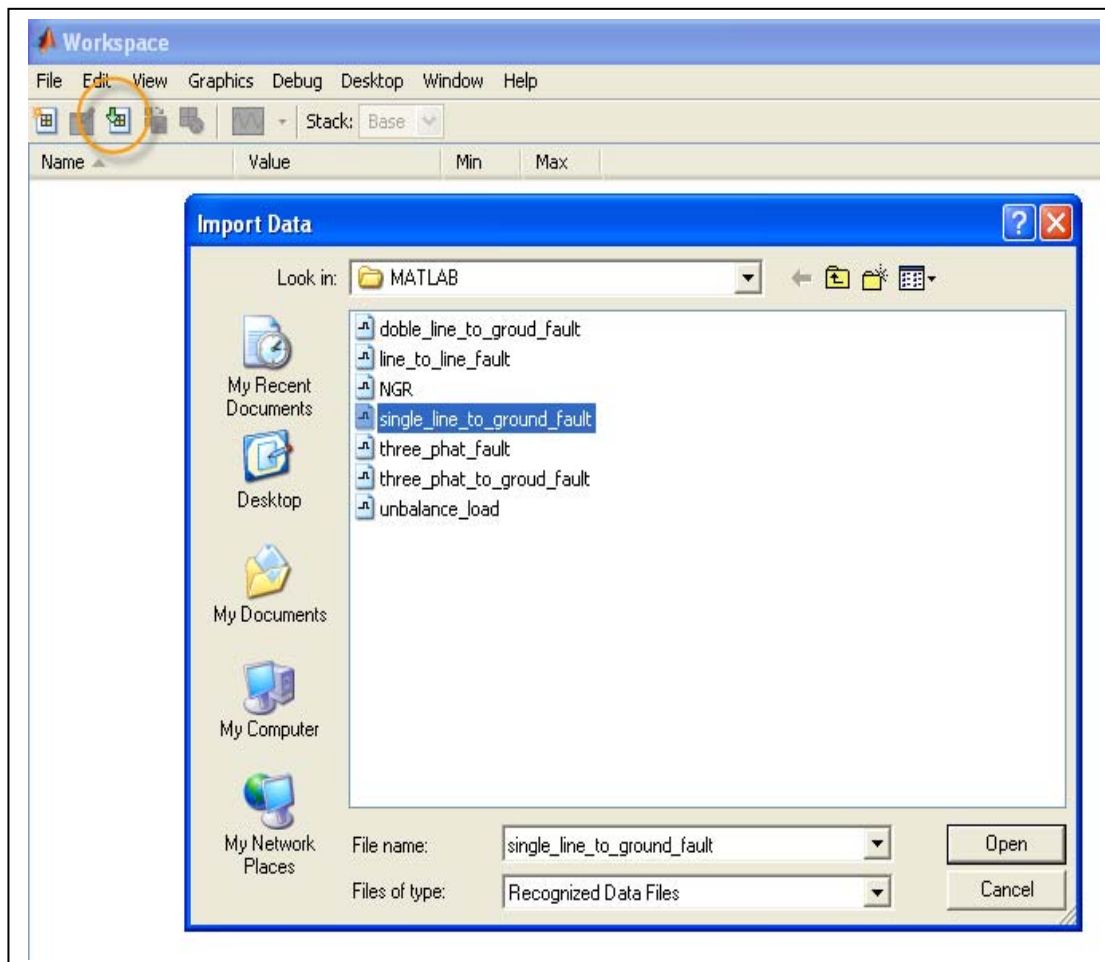 Workspace
File Edit View Graphics Debug Desktop Window Help
Stack: Base
Name Value Min Max
Import Data
Look in: MATLAB
My Recent
Documents
Desktop
My Documents
My Computer
My Network
Places
doble_line_to_groud_fault
line_to_line_fault
NGR
single_line_to_ground_fault
three_phat_fault
three_phat_to_groud_fault
unbalance_load
File name: single_line_to_ground_fault Open
Files of type: Recognized Data Files Cancel